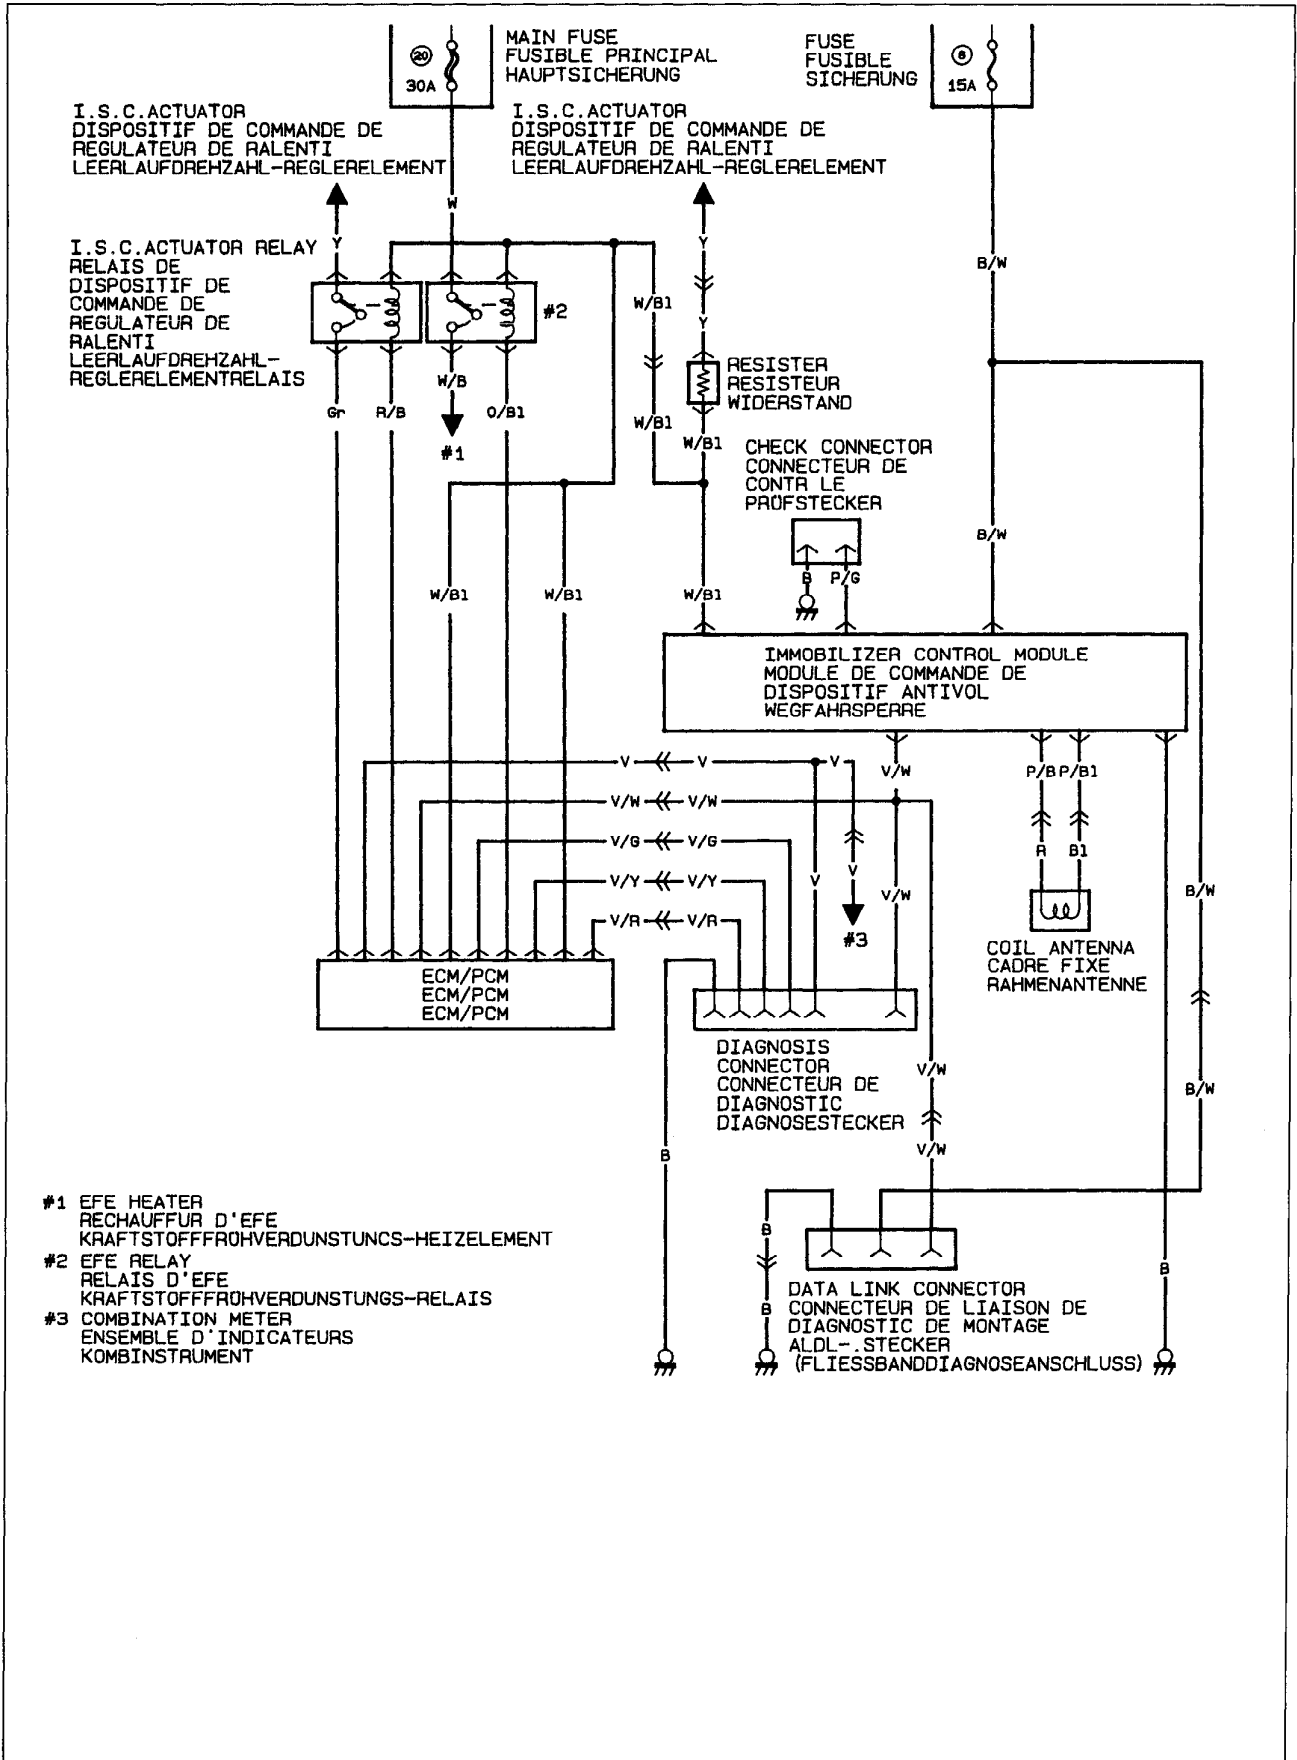 MAIN FUSE
FUSIBLE PRINCIPAL
HAUPTSICHERUNG
20
30A
FUSE
FUSIBLE
SICHERUNG
8
15A
I.S.C.ACTUATOR
DISPOSITIF DE COMMANDE DE
REGULATEUR DE RALENTI
LEERLAUFDREHZAHL-REGLERELEMENT
I.S.C.ACTUATOR
DISPOSITIF DE COMMANDE DE
REGULATEUR DE RALENTI
LEERLAUFDREHZAHL-REGLERELEMENT
W
Y
Y
B/W
I.S.C.ACTUATOR RELAY
RELAIS DE
DISPOSITIF DE
COMMANDE DE
REGULATEUR DE
RALENTI
LEERLAUFDREHZAHL-
REGLERELEMENTRELAIS
#2
W/Bl
Y
RESISTER
RESISTEUR
WIDERSTAND
W/B
Gr
R/B
O/Bl
W/Bl
W/Bl
#1
CHECK CONNECTOR
CONNECTEUR DE
CONTR LE
PROFSTECKER
B/W
B
P/G
W/Bl
W/Bl
W/Bl
IMMOBILIZER CONTROL MODULE
MODULE DE COMMANDE DE
DISPOSITIF ANTIVOL
WEGFAHRSPERRE
V
V
V
V/W
P/B
P/Bl
V/W
V/W
V/G
V/G
R
Bl
V/Y
V/Y
V
V
V/W
B/W
V/R
V/R
#3
COIL ANTENNA
CADRE FIXE
RAHMENANTENNE
ECM/PCM
ECM/PCM
ECM/PCM
DIAGNOSIS
CONNECTOR
CONNECTEUR DE
DIAGNOSTIC
DIAGNOSESTECKER
V/W
B/W
V/W
B
#1 EFE HEATER
RECHAUFFUR D'EFE
KRAFTSTOFFFROHVERDUNSTUNCS-HEIZELEMENT
#2 EFE RELAY
RELAIS D'EFE
KRAFTSTOFFFROHVERDUNSTUNGS-RELAIS
#3 COMBINATION METER
ENSEMBLE D'INDICATEURS
KOMBINSTRUMENT
B
B
B
DATA LINK CONNECTOR
CONNECTEUR DE LIAISON DE
DIAGNOSTIC DE MONTAGE
ALDL-.STECKER
(FLIESSBANDDIAGNOSEANSCHLUSS)